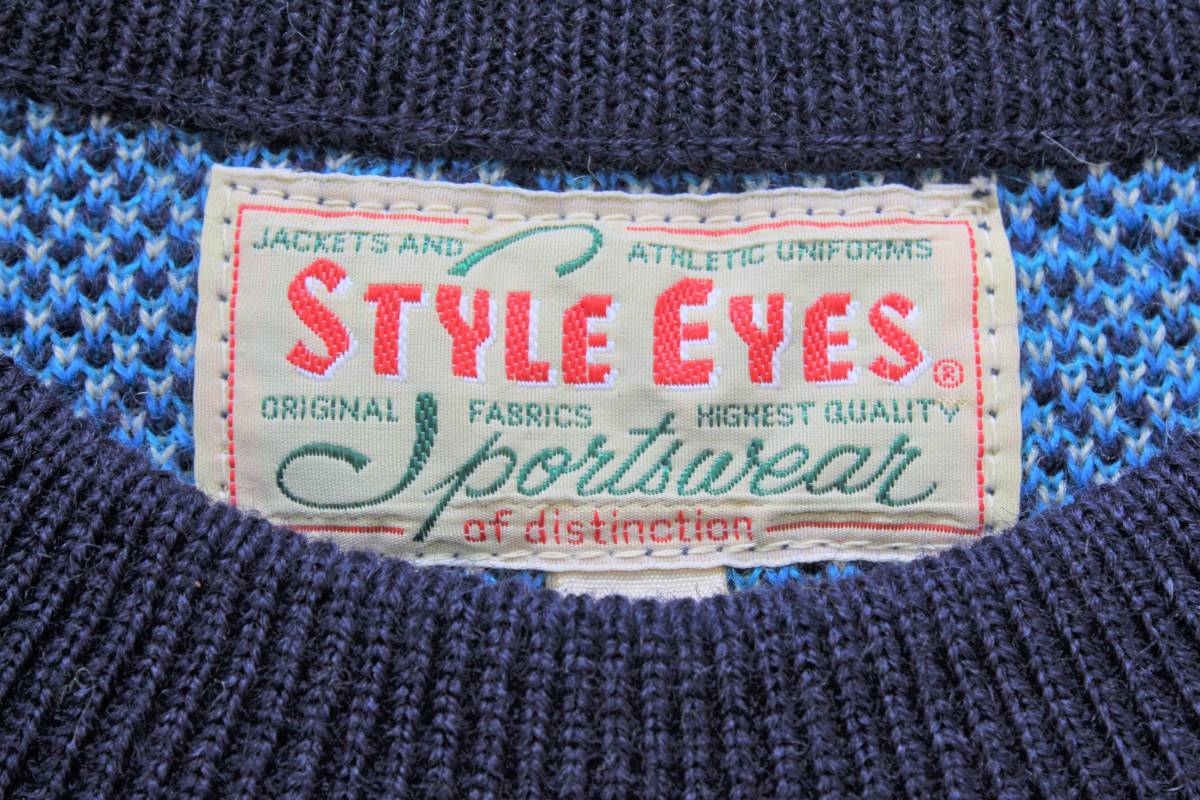 JACKETS AND ATHLETIC UNIFORMS
STYLE EYES®
ORIGINAL FABRICS HIGHEST QUALITY
Sportswear
of distinction